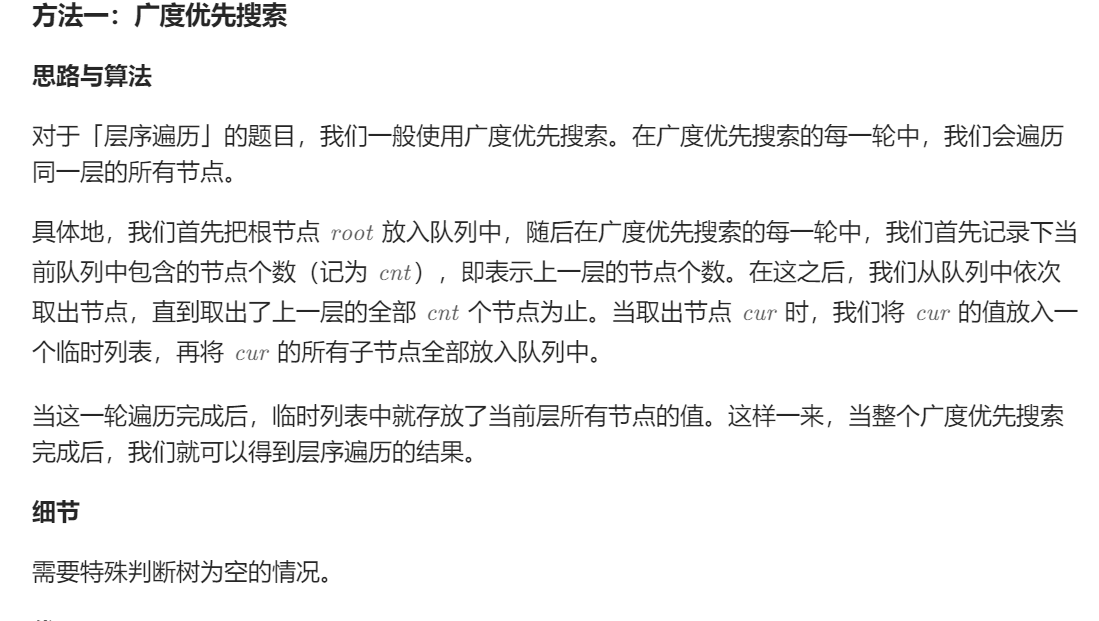 方法一：广度优先搜索
思路与算法
对于「层序遍历」的题目，我们一般使用广度优先搜索。在广度优先搜索的每一轮中，我们会遍历
同一层的所有节点。
具体地，我们首先把根节点 root 放入队列中，随后在广度优先搜索的每一轮中，我们首先记录下当
前队列中包含的节点个数（记为 cnt），即表示上一层的节点个数。在这之后，我们从队列中依次
取出节点，直到取出了上一层的全部 cnt 个节点为止。当取出节点 cur 时，我们将 cur 的值放入一
个临时列表，再将 cur 的所有子节点全部放入队列中。
当这一轮遍历完成后，临时列表中就存放了当前层所有节点的值。这样一来，当整个广度优先搜索
完成后，我们就可以得到层序遍历的结果。
细节
需要特殊判断树为空的情况。